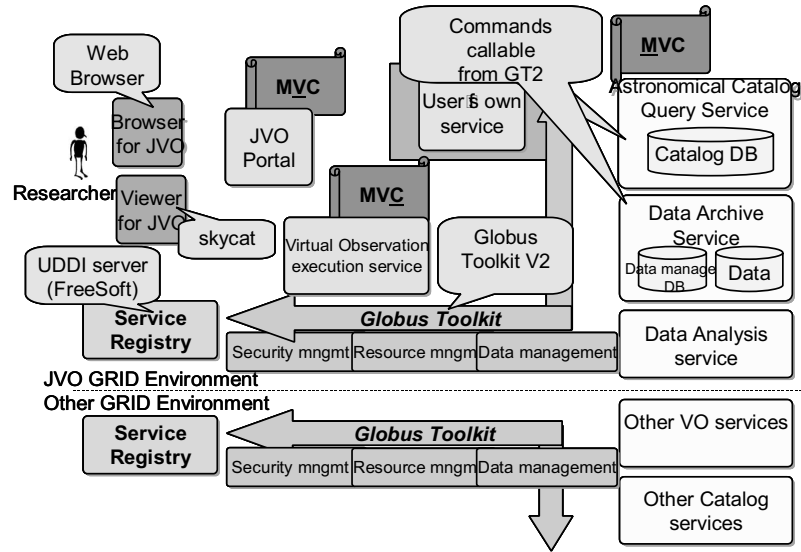 Web
Browser
Browser
for JVO
Researcher
Viewer
for JVO
skycat
UDDI server
(FreeSoft)
MVC
JVO
Portal
MVC
Virtual Observation
execution service
Commands
callable
from GT2
User's own
service
Globus
Toolkit V2
MVC
Astronomical Catalog
Query Service
Catalog DB
Data Archive
Service
Data manage
DB
Data
Data Analysis
service
Service
Registry
Globus Toolkit
Security mngmt
Resource mngm
Data management
JVO GRID Environment
Other GRID Environment
Service
Registry
Globus Toolkit
Security mngmt
Resource mngm
Data management
Other VO services
Other Catalog
services